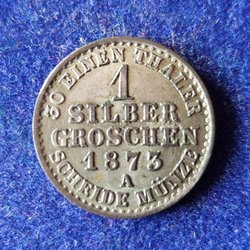 30 EINEN THALER
1
SILBER
GROSCHEN
1873
A
SCHEIDE MÜNZE